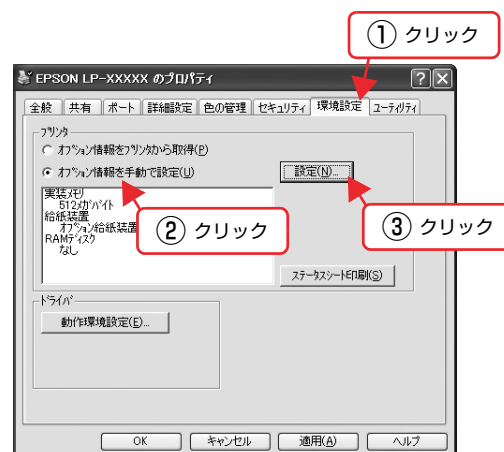 ① クリック
EPSON LP-XXXXX のプロパティ
全般 共有 ポート 詳細設定 色の管理 セキュリティ 環境設定 ユーティリティ
プリンタ
オプション情報をプリンタから取得(P)
オプション情報を手動で設定(U)
設定(N)...
実装メモリ
512メガバイト
給紙装置
オプション給紙装置
② クリック
③ クリック
RAMディスク
なし
ステータスシート印刷(S)
ドライバ
動作環境設定(E)...
OK キャンセル 適用(A) ヘルプ